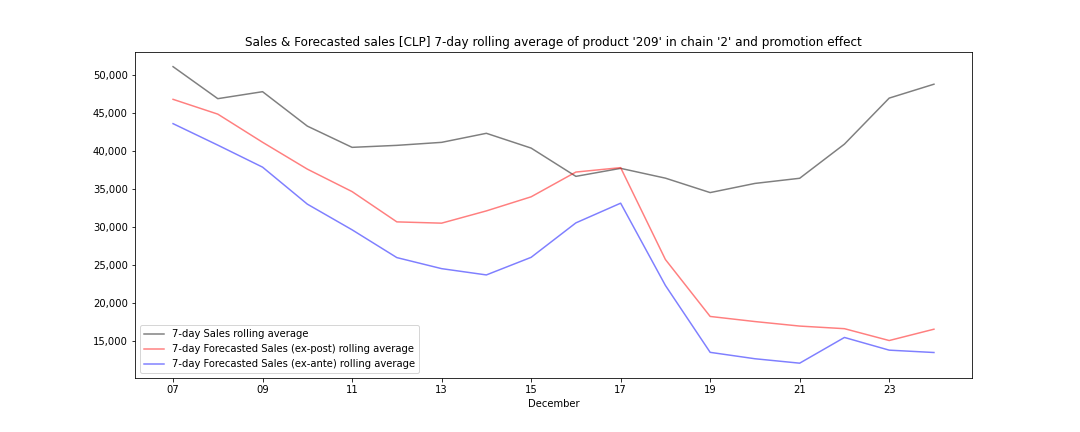 Sales & Forecasted sales [CLP] 7-day rolling average of product '209' in chain '2' and promotion effect
50,000
45,000
40,000
35,000
30,000
25,000
20,000
15,000
7-day Sales rolling average
7-day Forecasted Sales (ex-post) rolling average
7-day Forecasted Sales (ex-ante) rolling average
07 09 11 13 15 17 19 21 23
December